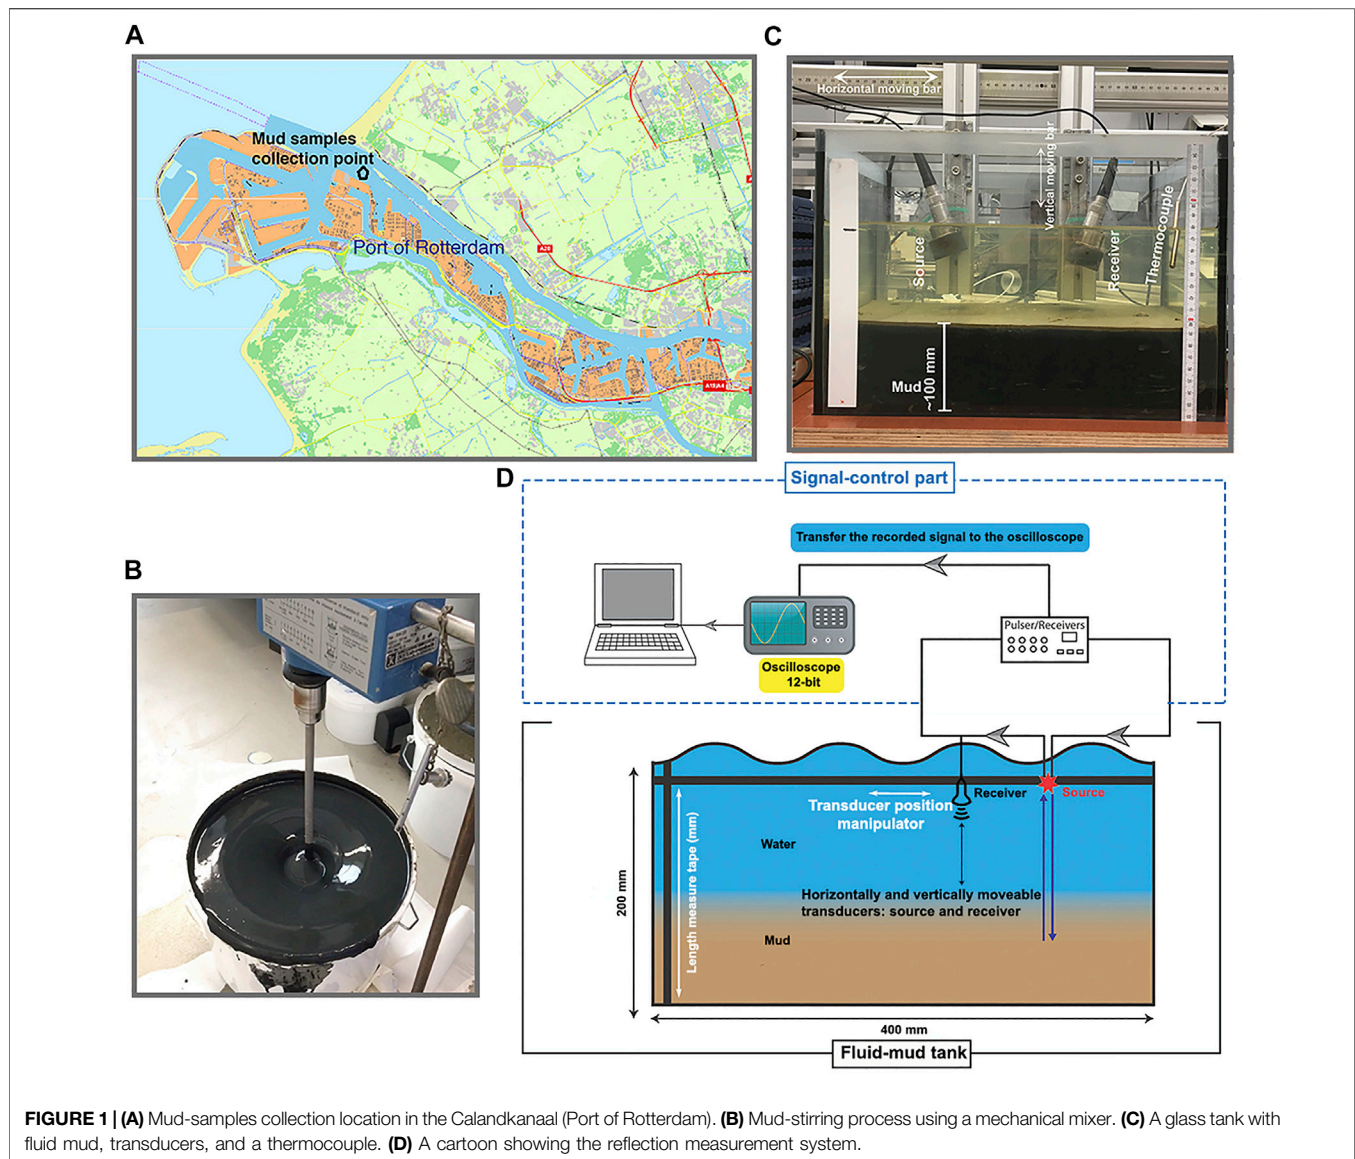 A
Mud samples
collection point
Port of Rotterdam
A20
A15|A4
C
Horizontal moving bar
Vertical moving bar
Source
Receiver
Thermocouple
Mud
~100 mm
B
D
Signal-control part
Transfer the recorded signal to the oscilloscope
Pulser/Receivers
Oscilloscope
12-bit
Receiver
Source
Transducer position
manipulator
Water
Horizontally and vertically moveable
transducers: source and receiver
Mud
Length measure tape (mm)
200 mm
400 mm
Fluid-mud tank
FIGURE 1 | (A) Mud-samples collection location in the Calandkanaal (Port of Rotterdam). (B) Mud-stirring process using a mechanical mixer. (C) A glass tank with
fluid mud, transducers, and a thermocouple. (D) A cartoon showing the reflection measurement system.